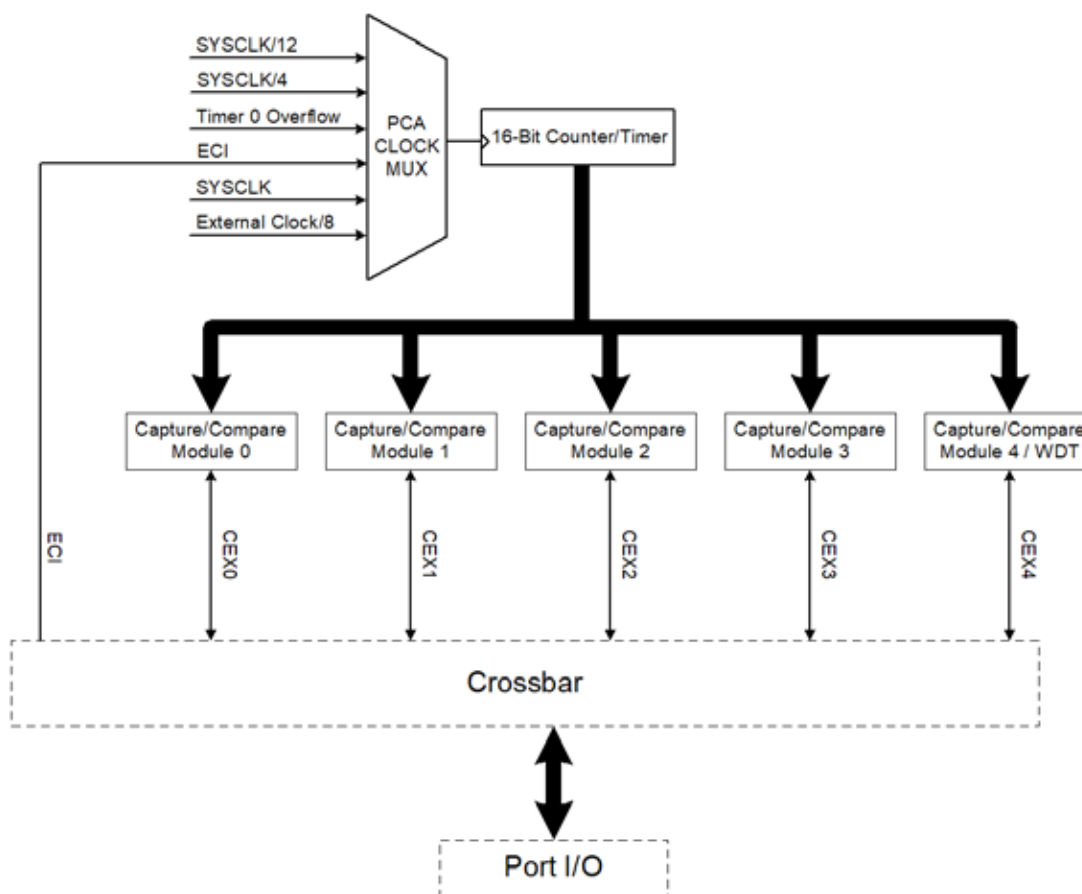 SYSCLK/12
SYSCLK/4
Timer 0 Overflow
ECI
SYSCLK
External Clock/8
PCA
CLOCK
MUX
16-Bit Counter/Timer
Capture/Compare
Module 0
Capture/Compare
Module 1
Capture/Compare
Module 2
Capture/Compare
Module 3
Capture/Compare
Module 4 / WDT
ECI
CEX0
CEX1
CEX2
CEX3
CEX4
Crossbar
Port I/O